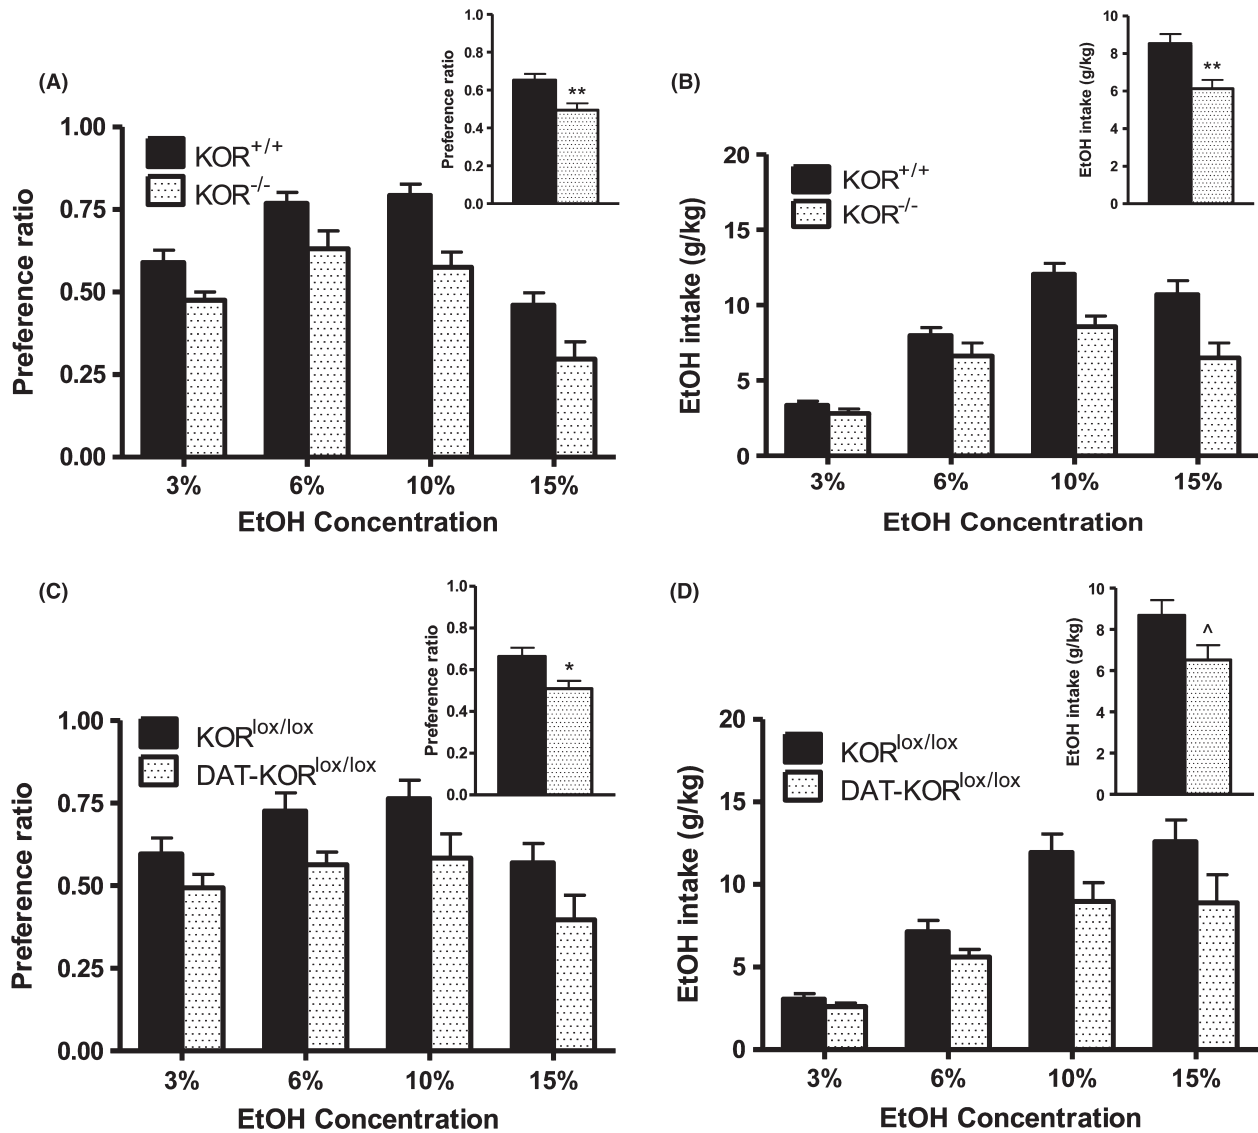 (A)
Preference ratio
1.00
0.75
0.50
0.25
0.00
KOR+/+
KOR-/-
3% 6% 10% 15%
EtOH Concentration
Preference ratio
1.0
0.8
0.6
0.4
0.2
0.0
**
(B)
EtOH intake (g/kg)
20
15
10
5
0
KOR+/+
KOR-/-
3% 6% 10% 15%
EtOH Concentration
EtOH intake (g/kg)
10
8
6
4
2
0
**
(C)
Preference ratio
1.00
0.75
0.50
0.25
0.00
KORlox/lox
DAT-KORlox/lox
3% 6% 10% 15%
EtOH Concentration
Preference ratio
1.0
0.8
0.6
0.4
0.2
0.0
*
(D)
EtOH intake (g/kg)
20
15
10
5
0
KORlox/lox
DAT-KORlox/lox
3% 6% 10% 15%
EtOH Concentration
EtOH intake (g/kg)
10
8
6
4
2
0
^